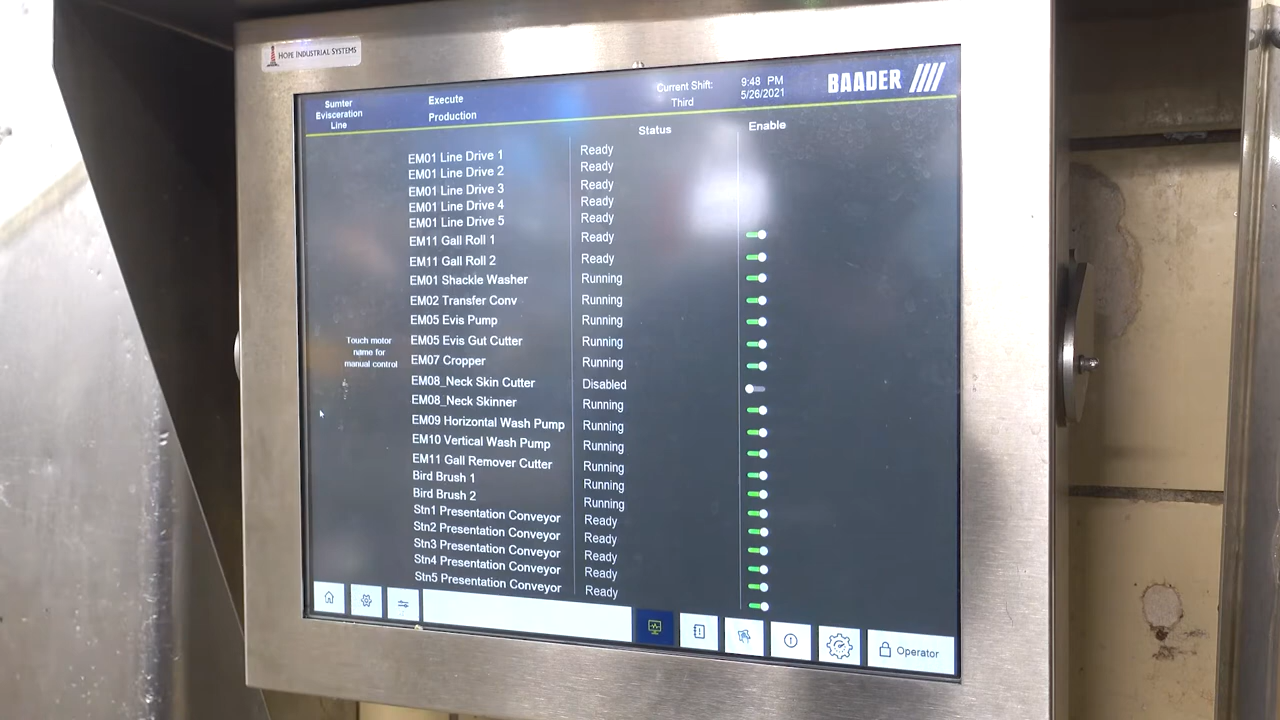 HOPE INDUSTRIAL SYSTEMS
Sumter
Evisceration
Line
Execute
Production
Current Shift:
Third
9:48 PM
5/26/2021
BAADER
Status Enable
EM01 Line Drive 1 Ready
EM01 Line Drive 2 Ready
EM01 Line Drive 3 Ready
EM01 Line Drive 4 Ready
EM01 Line Drive 5 Ready
EM11 Gall Roll 1 Ready
EM11 Gall Roll 2 Ready
EM01 Shackle Washer Running
EM02 Transfer Conv Running
EM05 Evis Pump Running
EM05 Evis Gut Cutter Running
EM07 Cropper Running
EM08_Neck Skin Cutter Disabled
EM08_Neck Skinner Running
EM09 Horizontal Wash Pump Running
EM10 Vertical Wash Pump Running
EM11 Gall Remover Cutter Running
Bird Brush 1 Running
Bird Brush 2 Running
Stn1 Presentation Conveyor Ready
Stn2 Presentation Conveyor Ready
Stn3 Presentation Conveyor Ready
Stn4 Presentation Conveyor Ready
Stn5 Presentation Conveyor Ready
Touch motor
name for
manual control
Operator